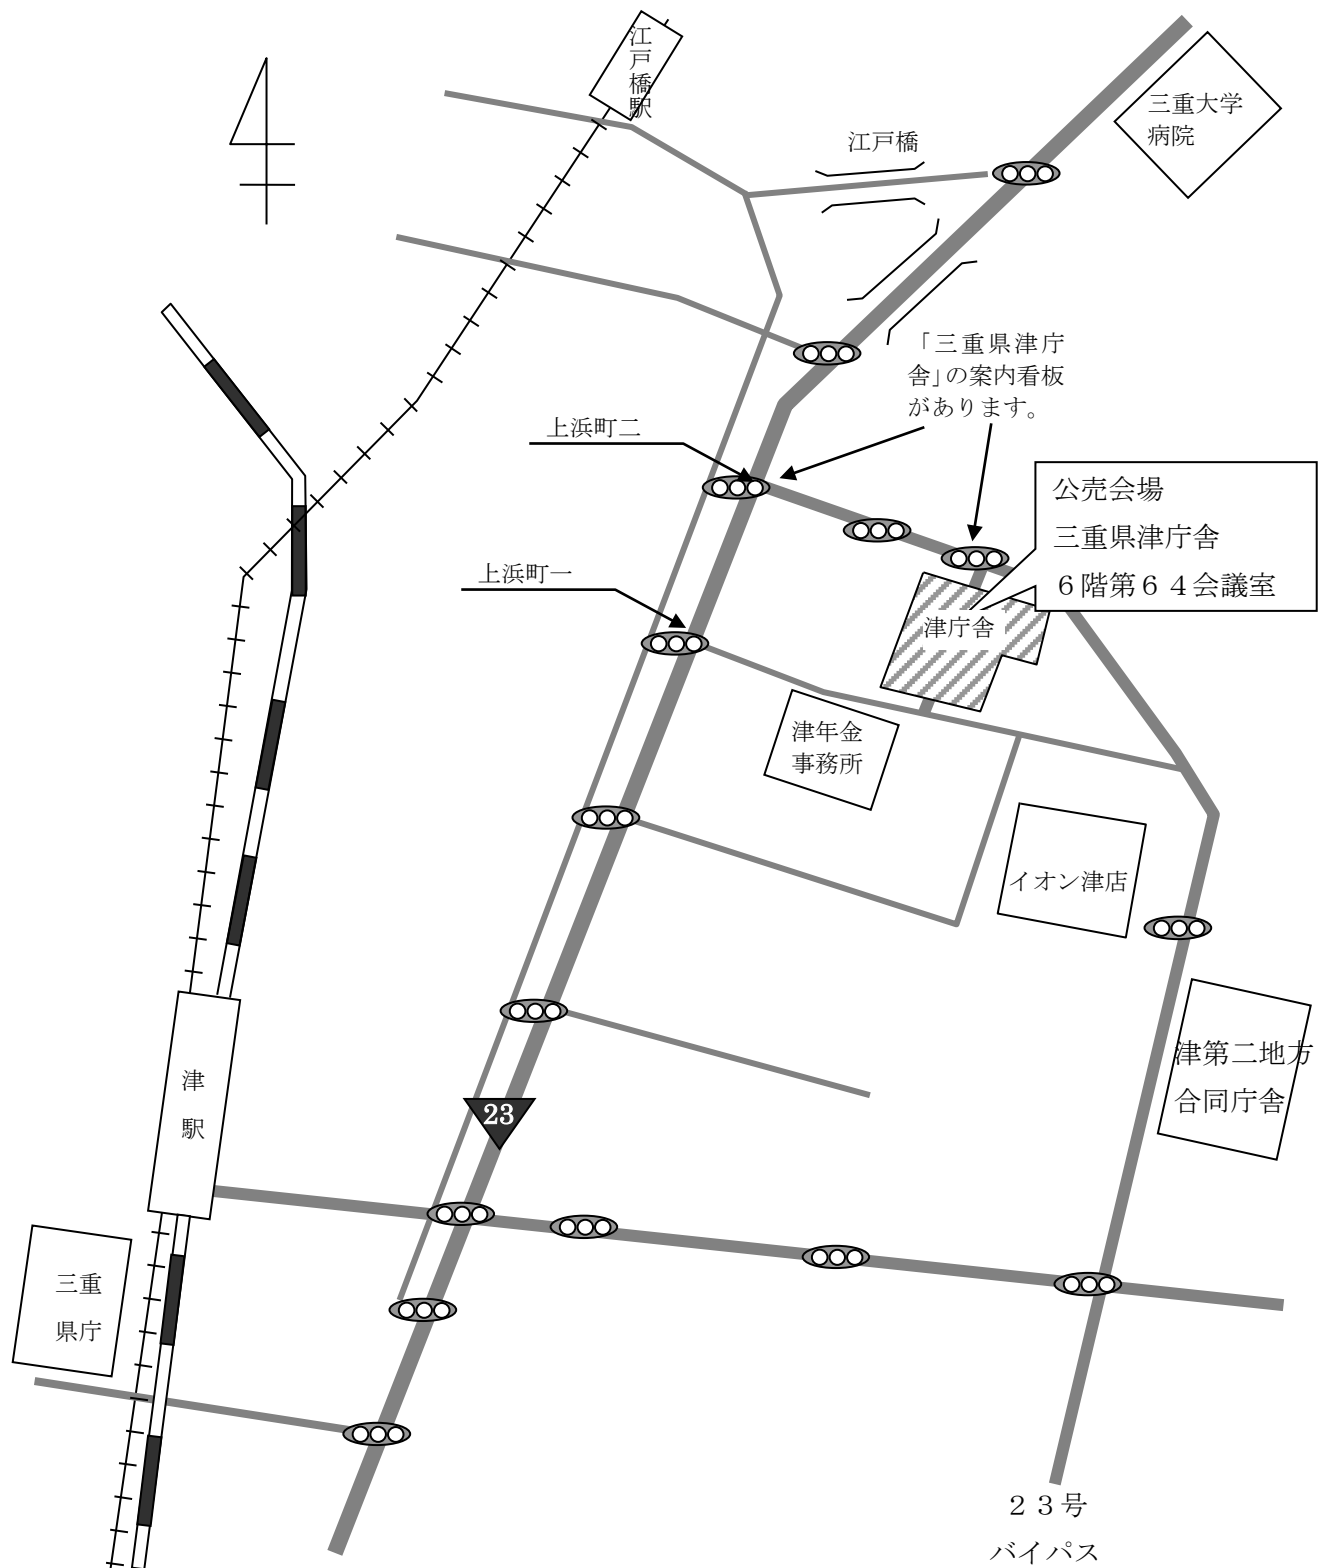 江戸橋駅
三重大学
病院
江戸橋
「三重県津庁
舎」の案内看板
があります。
上浜町二
公売会場
三重県津庁舎
６階第６４会議室
上浜町一
津庁舎
津年金
事務所
イオン津店
津第二地方
合同庁舎
津
駅
23
三重
県庁
２３号
バイパス